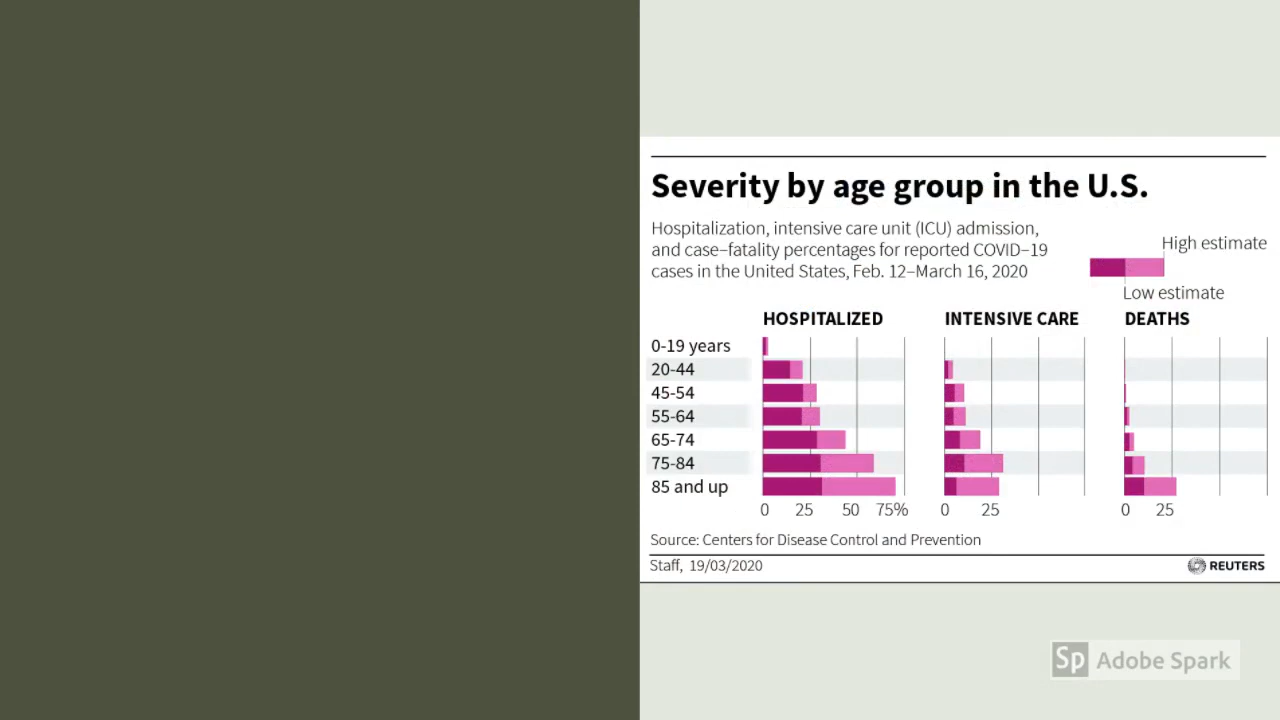 Severity by age group in the U.S.
Hospitalization, intensive care unit (ICU) admission,
and case–fatality percentages for reported COVID–19
cases in the United States, Feb. 12–March 16, 2020
High estimate
Low estimate
HOSPITALIZED INTENSIVE CARE DEATHS
0-19 years
20-44
45-54
55-64
65-74
75-84
85 and up
0 25 50 75% 0 25 0 25
Source: Centers for Disease Control and Prevention
Staff, 19/03/2020 REUTERS
Sp Adobe Spark